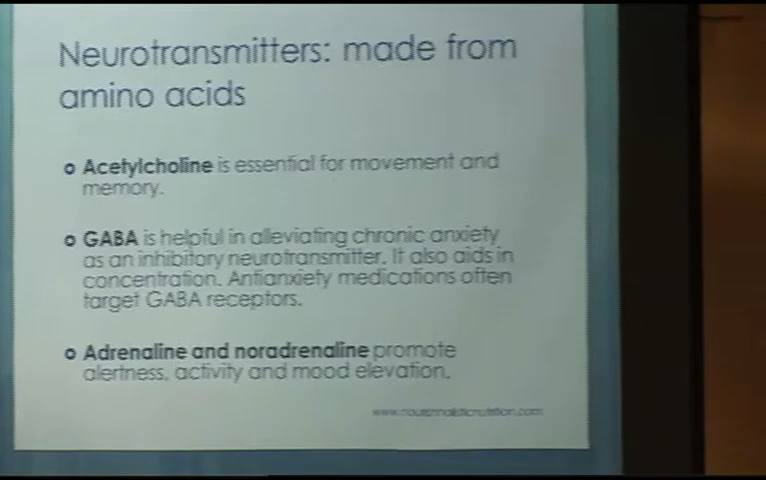 Neurotransmitters: made from
amino acids
Acetylcholine is essential for movement and
memory.
GABA is helpful in alleviating chronic anxiety
as an inhibitory neurotransmitter. It also aids in
concentration. Antianxiety medications often
target GABA receptors.
Adrenaline and noradrenaline promote
alertness, activity and mood elevation.